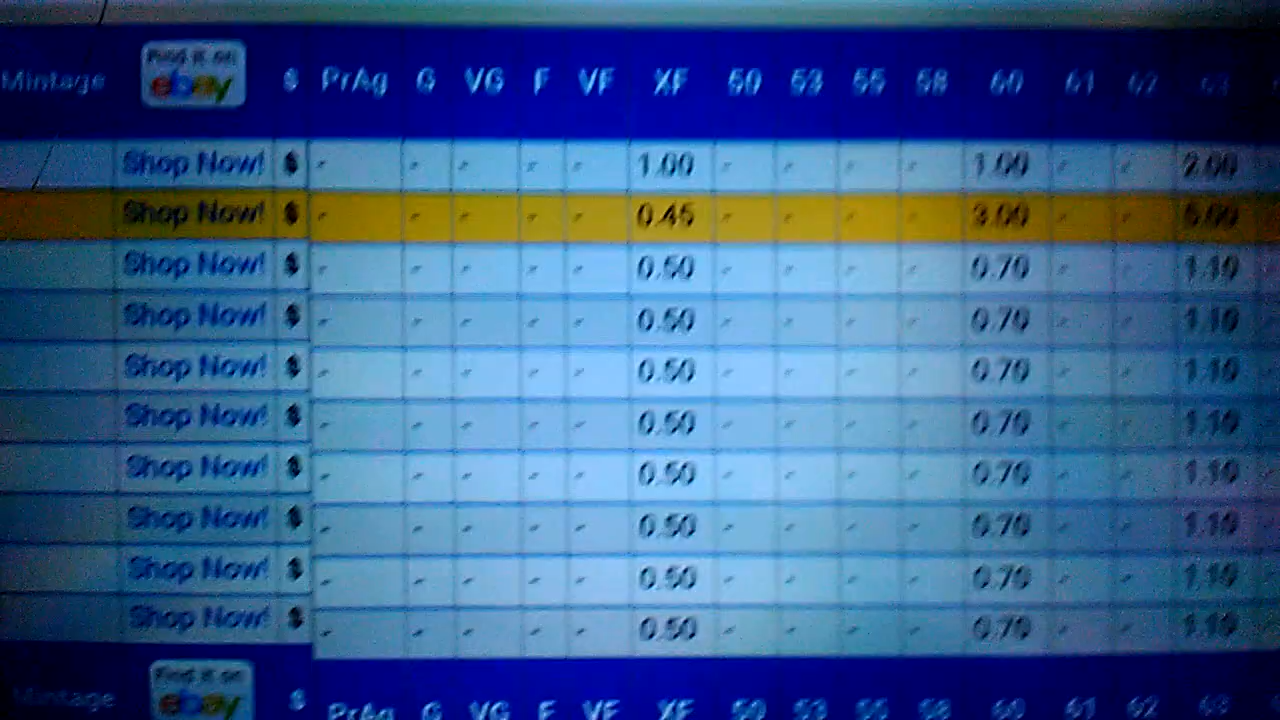 Mintage Find it on ebay $ PrAg G VG F VF XF 50 53 55 58 60 61 62 63
Shop Now! $ - - - - - 1.00 - - - - 1.00 - - 2.00
Shop Now! $ - - - - - 0.45 - - - - 3.00 - - 5.00
Shop Now! $ - - - - - 0.50 - - - - 0.70 - - 1.10
Shop Now! $ - - - - - 0.50 - - - - 0.70 - - 1.10
Shop Now! $ - - - - - 0.50 - - - - 0.70 - - 1.10
Shop Now! $ - - - - - 0.50 - - - - 0.70 - - 1.10
Shop Now! $ - - - - - 0.50 - - - - 0.70 - - 1.10
Shop Now! $ - - - - - 0.50 - - - - 0.70 - - 1.10
Shop Now! $ - - - - - 0.50 - - - - 0.70 - - 1.10
Shop Now! $ - - - - - 0.50 - - - - 0.70 - - 1.10
Mintage Find it on ebay $ PrAg G VG F VF XF 50 53 55 58 60 61 62 63